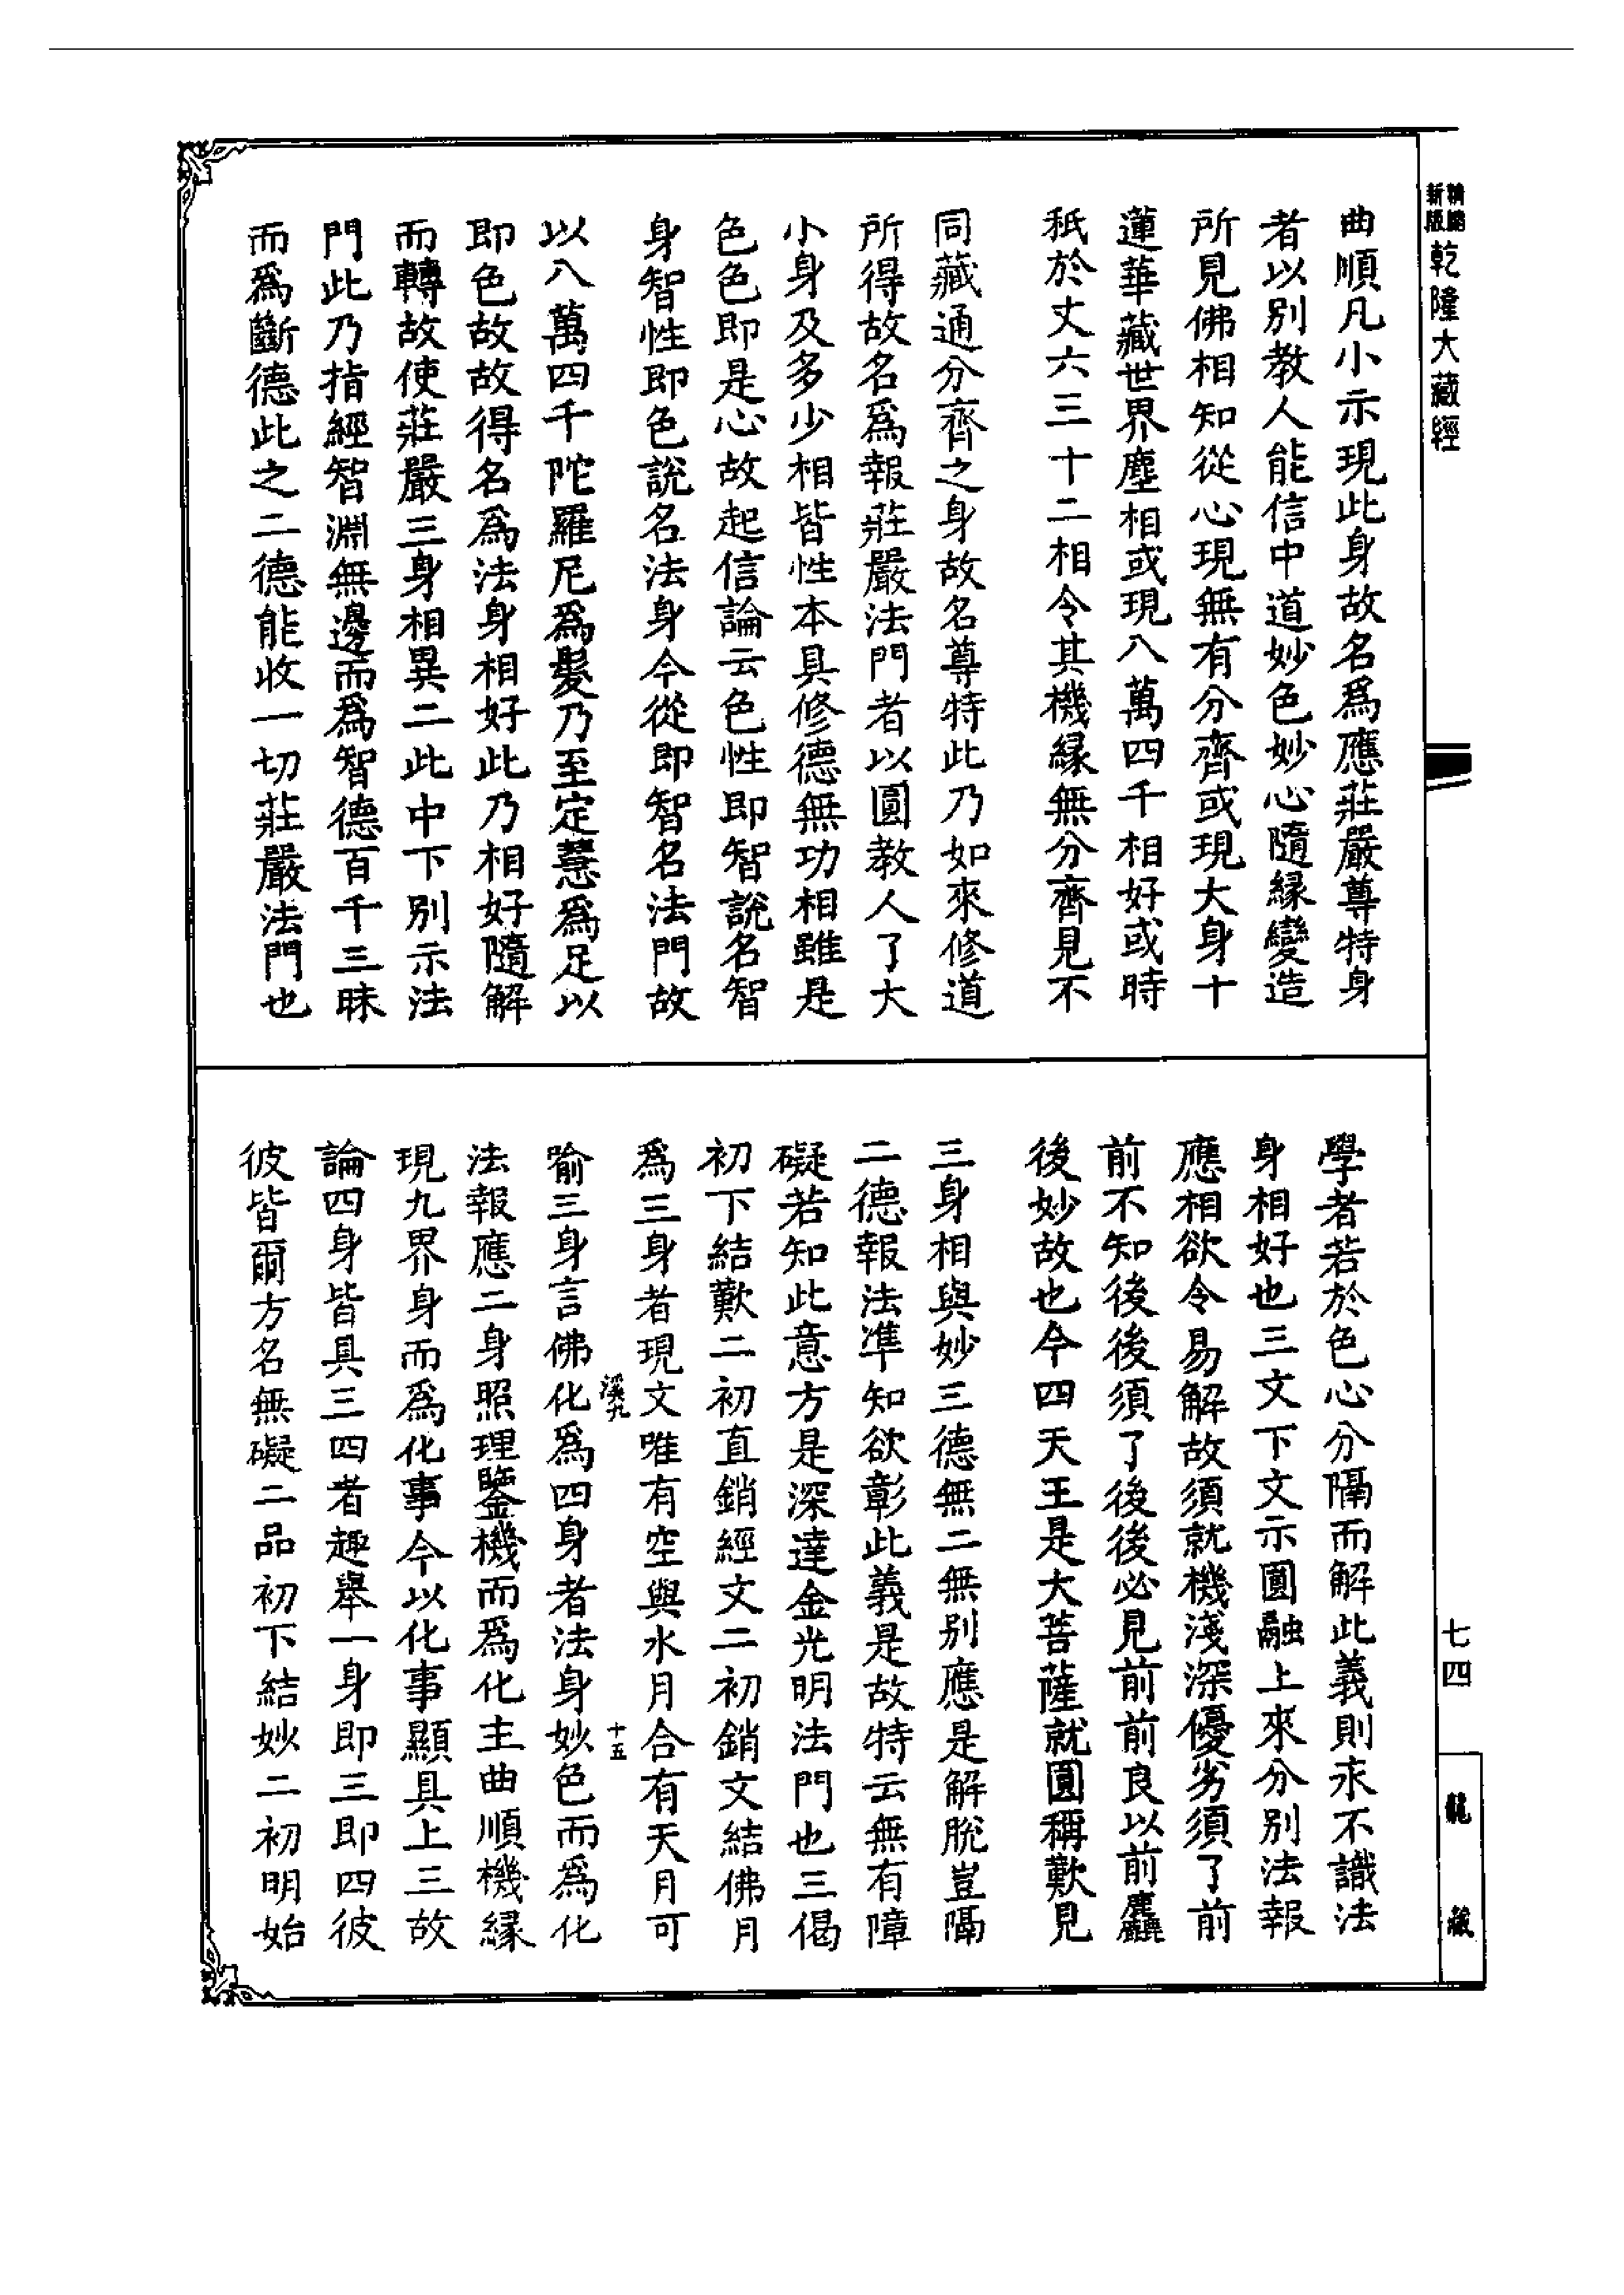 精縮新版
乾隆大藏經
曲順凡小示現此身故名爲應莊嚴尊特身
者以別教人能信中道妙色妙心隨緣變造
所見佛相知從心現無有分齊或現大身十
蓮華藏世界塵相或現八萬四千相好或時
秖於丈六三十二相令其機緣無分齊見不
同藏通分齊之身故名尊特此乃如來修道
所得故名爲報莊嚴法門者以圓教人了大
小身及多少相皆性本具修德無功相雖是
色色即是心故起信論云色性即智說名智
身智性即色說名法身今從即智名法門故
以八萬四千陀羅尼爲髮乃至定慧爲足以
即色故故得名爲法身相好此乃相好隨解
而轉故使莊嚴三身相異二此中下別示法
門此乃指經智淵無邊而爲智德百千三昧
而爲斷德此之二德能收一切莊嚴法門也
學者若於色心分隔而解此義則永不識法
身相好也三文下文示圓融上來分別法報
應相欲令易解故須就機淺深優劣須了前
前不知後後須了後後必見前前良以前麤
後妙故也今四天王是大菩薩就圓稱歎見
三身相與妙三德無二無別應是解脫豈隔
二德報法準知欲彰此義是故特云無有障
礙若知此意方是深達金光明法門也三偈
初下結歎二初直銷經文二初銷文結佛月
爲三身者現文唯有空與水月合有天月可
溪九
十五
喻三身言佛化爲四身者法身妙色而爲化
法報應二身照理鑒機而爲化主曲順機緣
現九界身而爲化事今以化事顯具上三故
論四身皆具三四者趣舉一身即三即四彼
彼皆爾方名無礙二品初下結妙二初明始
七四
龍藏